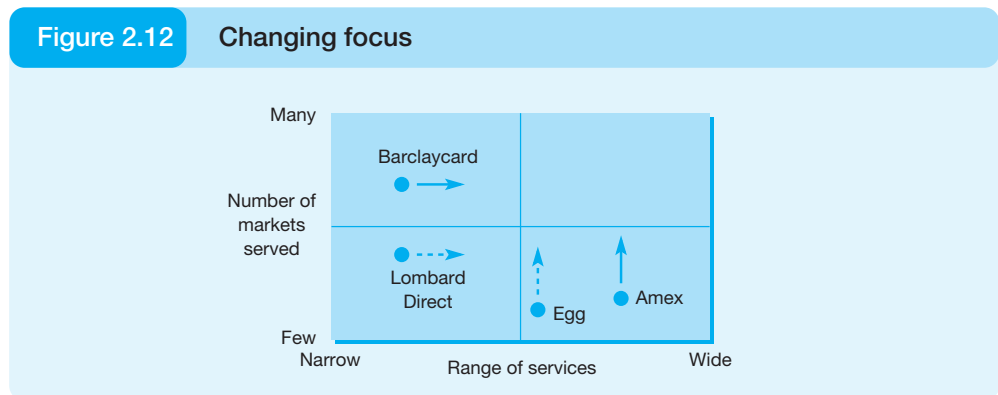 Figure 2.12 Changing focus
Many
Barclaycard
Number of
markets
served
Lombard
Direct
Egg
Amex
Few
Narrow
Range of services
Wide